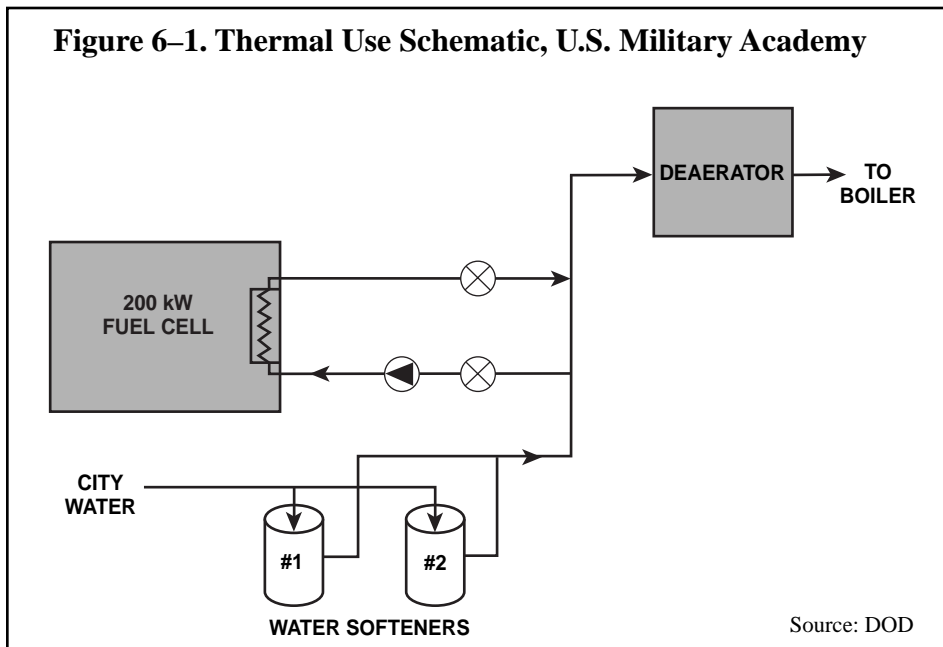 Figure 6–1. Thermal Use Schematic, U.S. Military Academy
DEAERATOR
TO
BOILER
200 kW
FUEL CELL
CITY
WATER
#1
#2
WATER SOFTENERS
Source: DOD